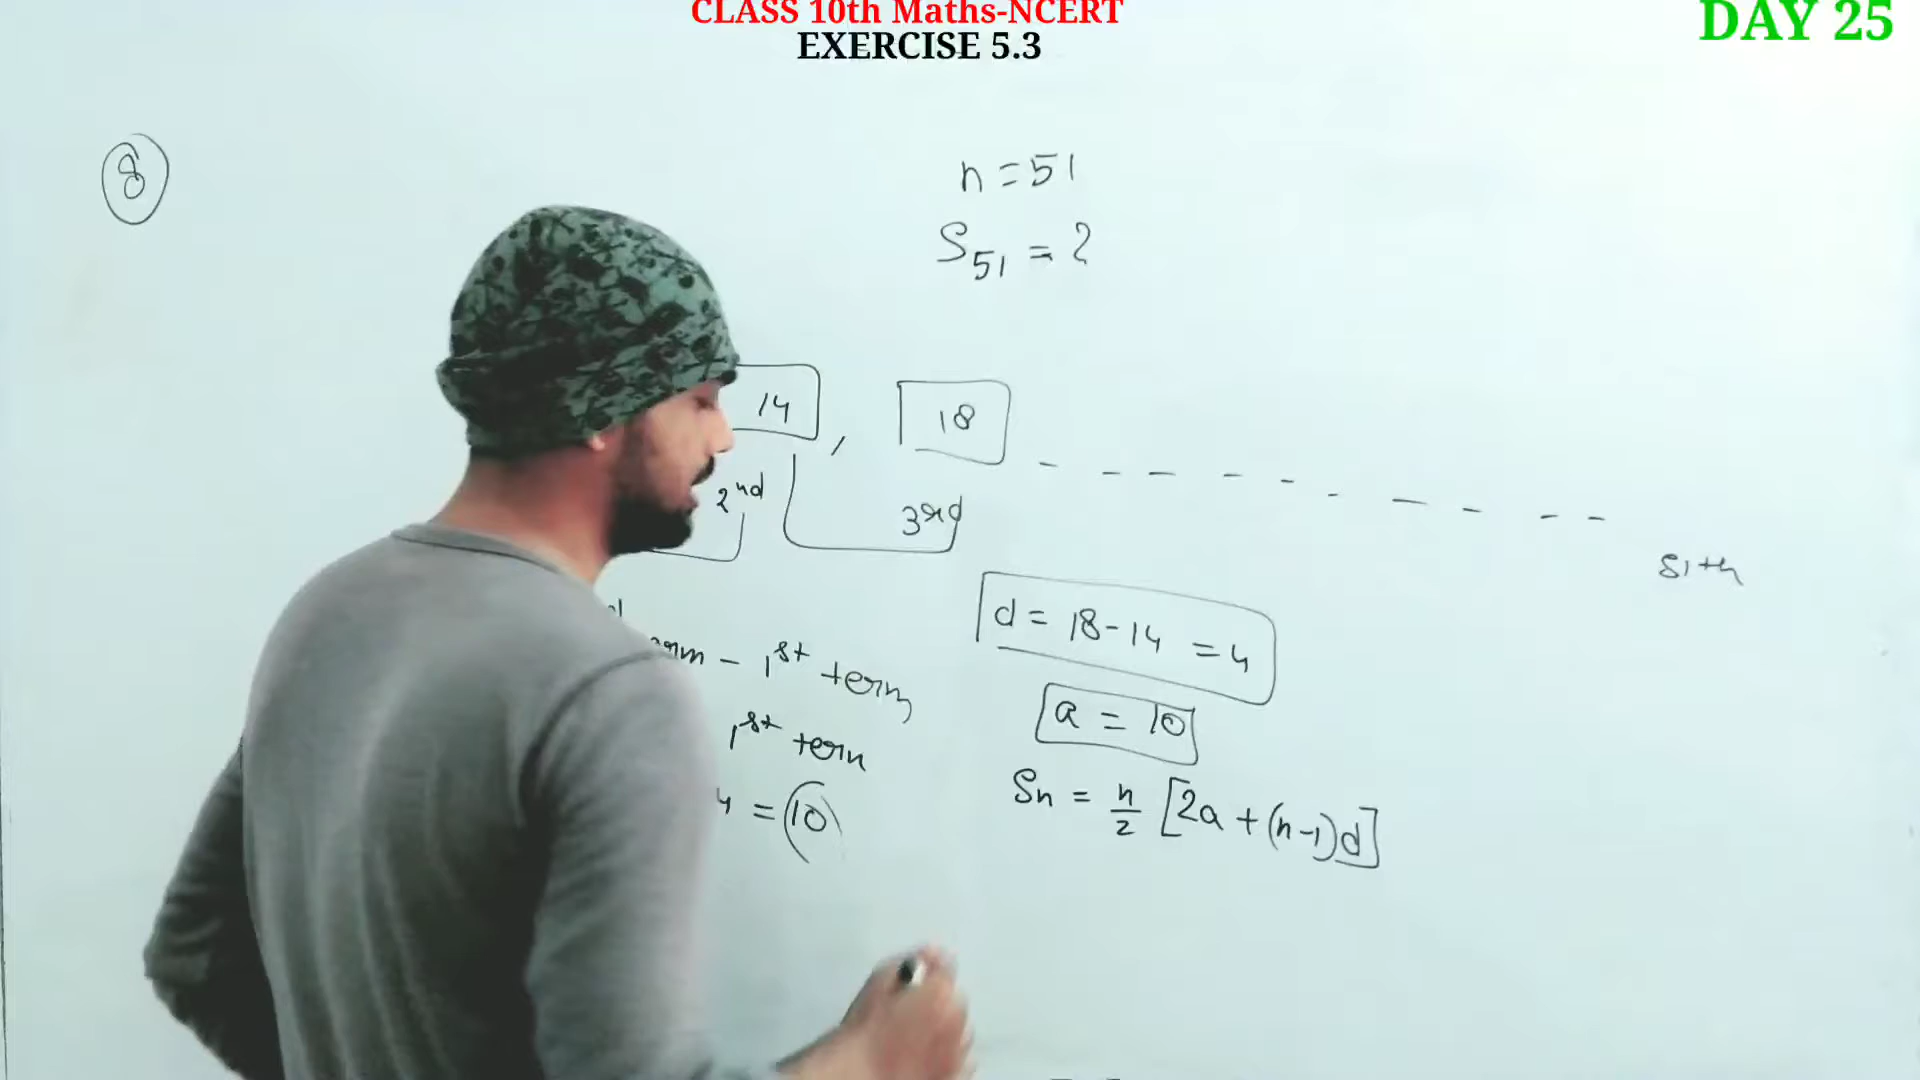 CLASS 10th Maths-NCERT
EXERCISE 5.3
DAY 25
8
n = 51
S51 = ?
14 , 18 - - - - - - - - - -
2nd 3rd
51th
d = 18 - 14 = 4
- 1st term
a = 10
1st term
Sn = n/2 [2a + (n-1)d]
4 = 10